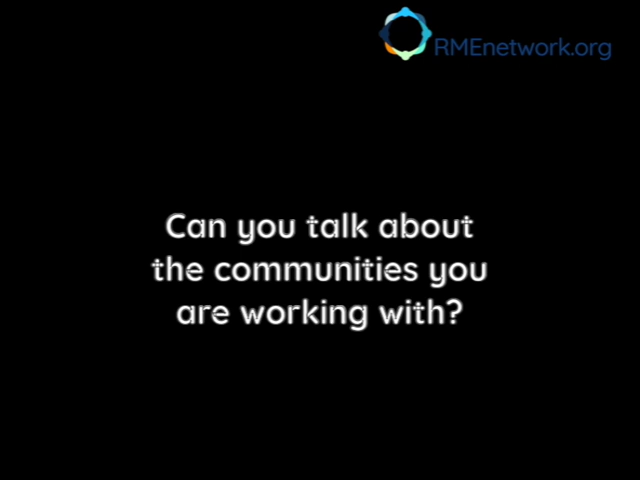 RMEnetwork.org
Can you talk about
the communities you
are working with?